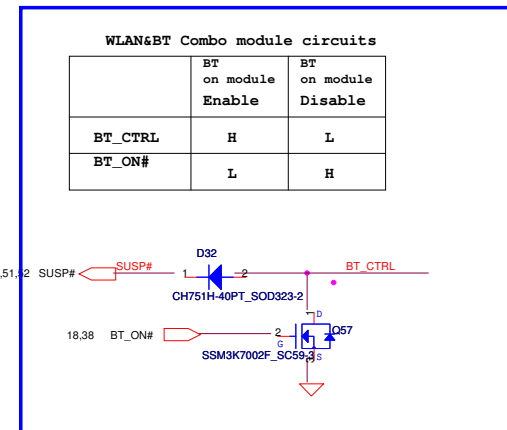 WLAN&BT Combo module circuits
BT on module Enable
BT on module Disable
BT_CTRL H L
BT_ON# L H
D32
,51,52 SUSP# SUSP# 1 2 BT_CTRL
CH751H-40PT_SOD323-2
1 D
18,38 BT_ON# 2 G Q57
SSM3K7002F_SC59-3 S
3